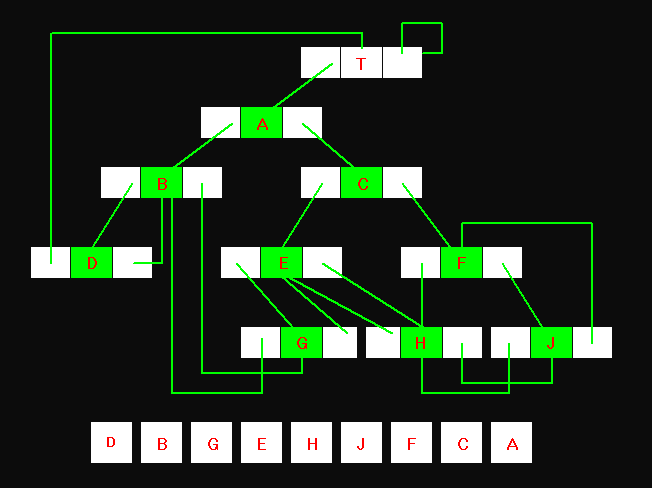 T
A
B C
D E F
G H J
D B G E H J F C A